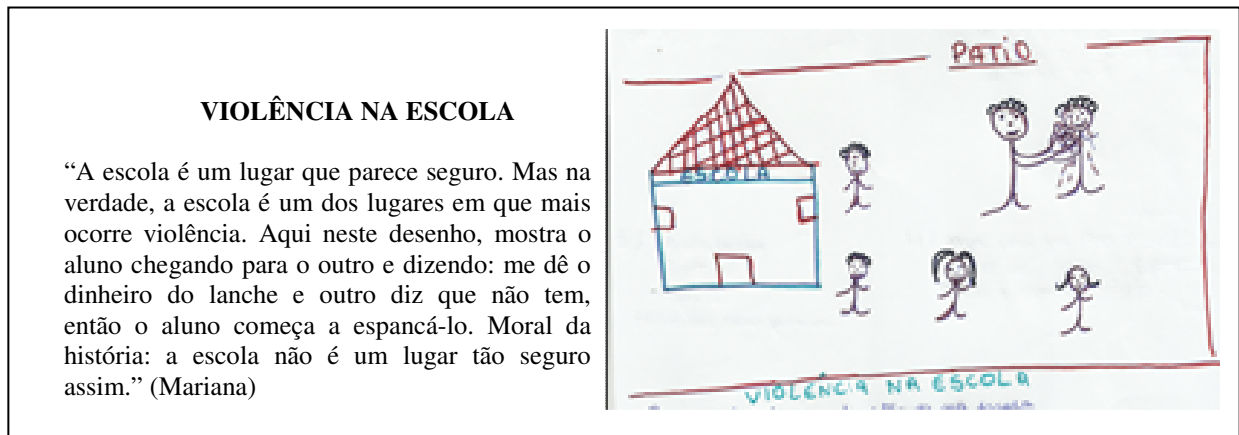 VIOLÊNCIA NA ESCOLA
“A escola é um lugar que parece seguro. Mas na
verdade, a escola é um dos lugares em que mais
ocorre violência. Aqui neste desenho, mostra o
aluno chegando para o outro e dizendo: me dê o
dinheiro do lanche e outro diz que não tem,
então o aluno começa a espancá-lo. Moral da
história: a escola não é um lugar tão seguro
assim.” (Mariana)
PATIO
ESCOLA
VIOLÊNCIA NA ESCOLA